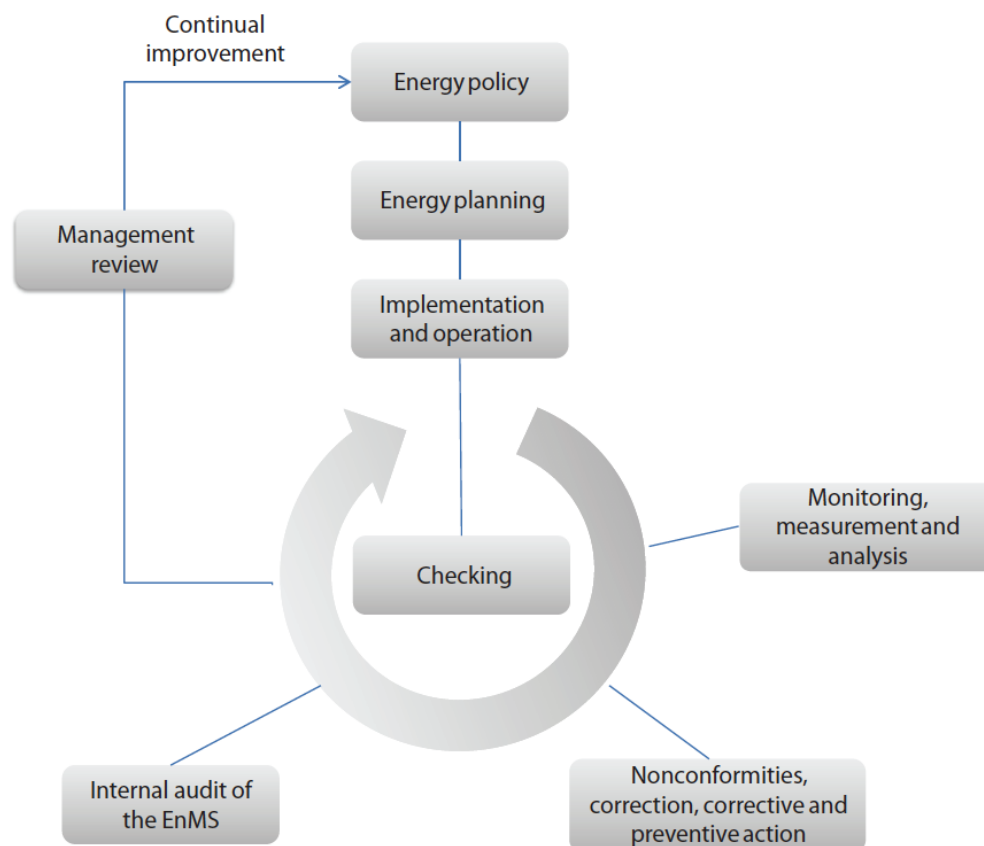 Continual
improvement
Energy policy
Energy planning
Management
review
Implementation
and operation
Monitoring,
measurement and
analysis
Checking
Internal audit of
the EnMS
Nonconformities,
correction, corrective and
preventive action